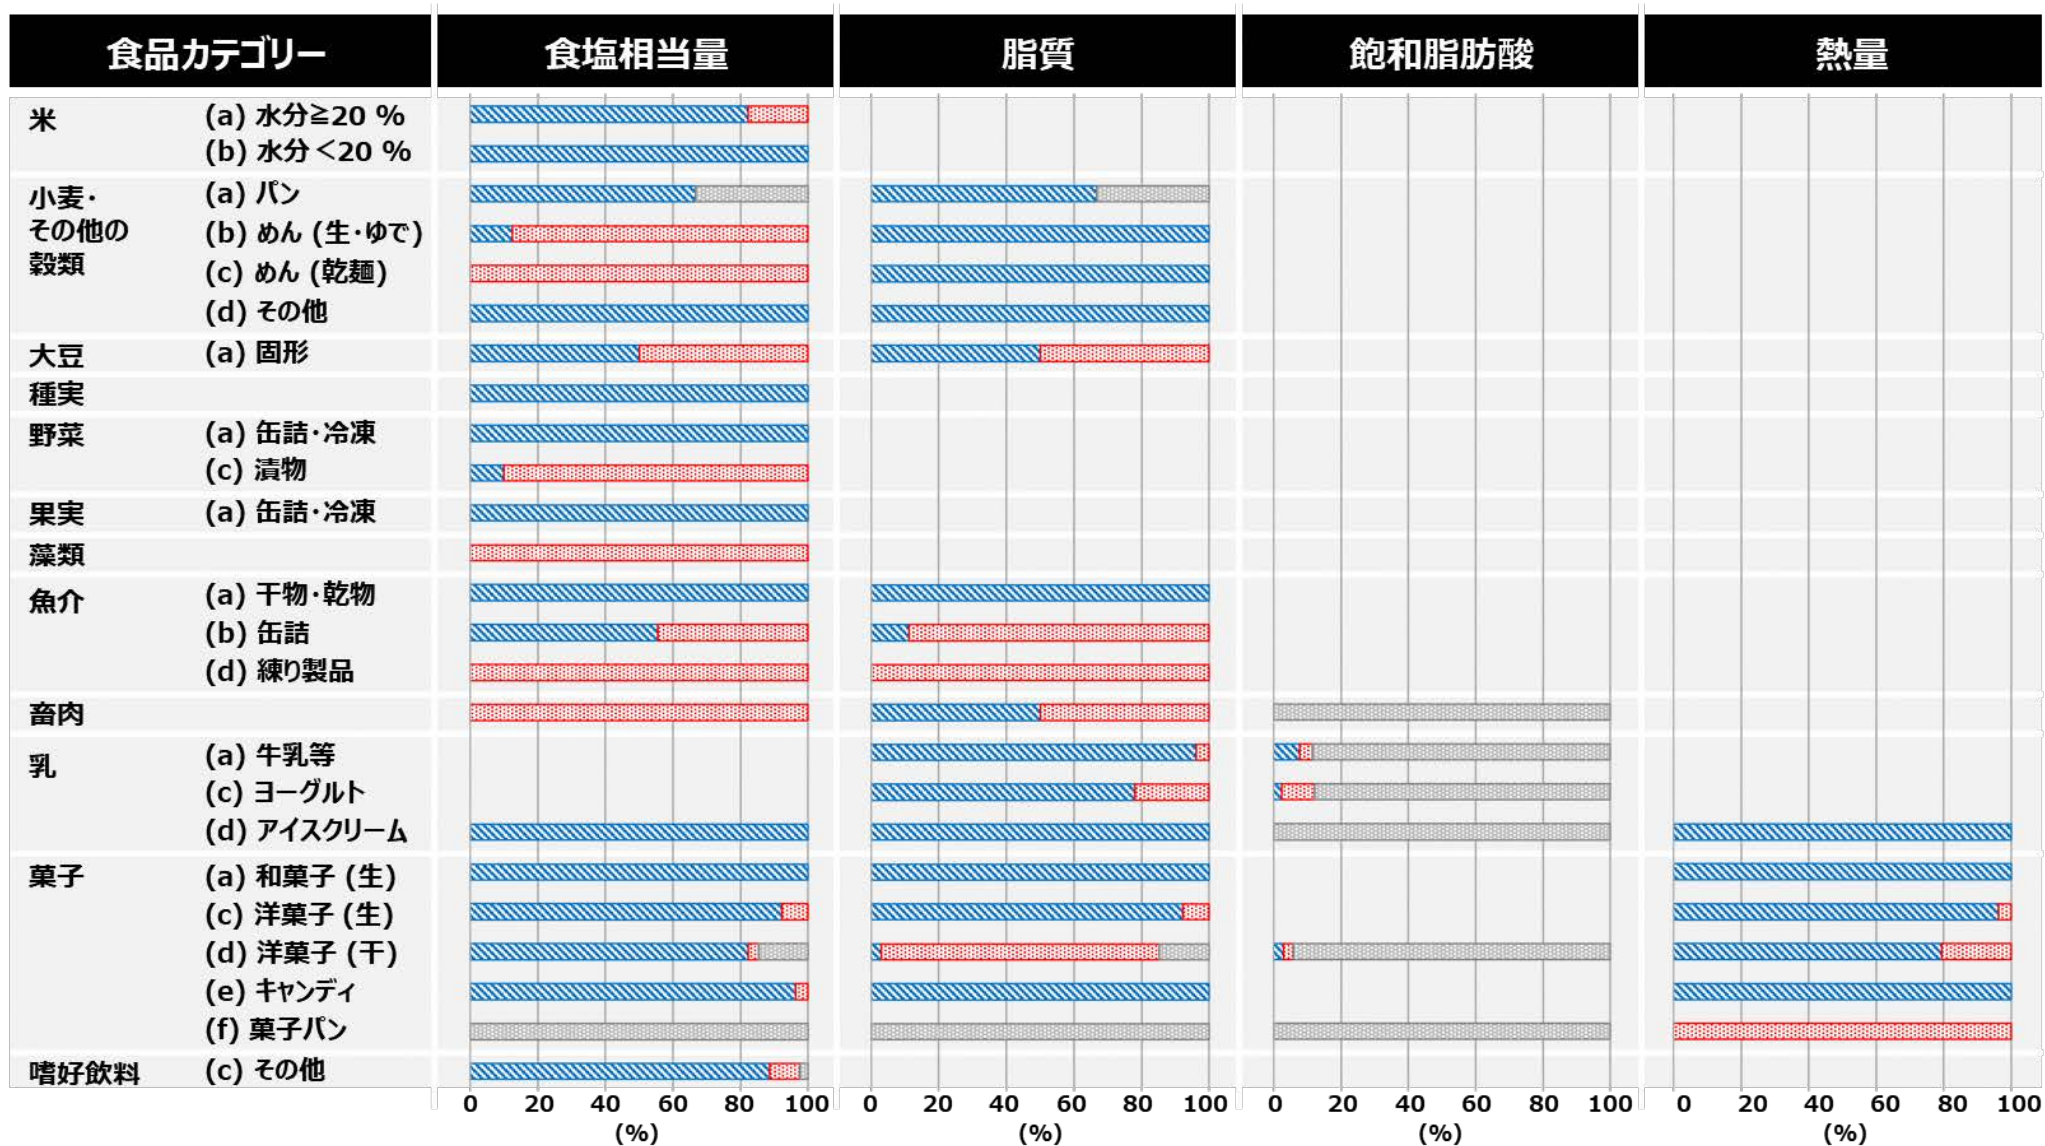 食品カテゴリー 食塩相当量 脂質 飽和脂肪酸 熱量
米 (a) 水分≧20 %
(b) 水分<20 %
小麦・ (a) パン
その他の (b) めん (生・ゆで)
穀類 (c) めん (乾麺)
(d) その他
大豆 (a) 固形
種実
野菜 (a) 缶詰・冷凍
(c) 漬物
果実 (a) 缶詰・冷凍
藻類
魚介 (a) 干物・乾物
(b) 缶詰
(d) 練り製品
畜肉
乳 (a) 牛乳等
(c) ヨーグルト
(d) アイスクリーム
菓子 (a) 和菓子 (生)
(c) 洋菓子 (生)
(d) 洋菓子 (干)
(e) キャンディ
(f) 菓子パン
嗜好飲料 (c) その他
0 20 40 60 80 100 0 20 40 60 80 100 0 20 40 60 80 100 0 20 40 60 80 100
(%) (%) (%) (%)